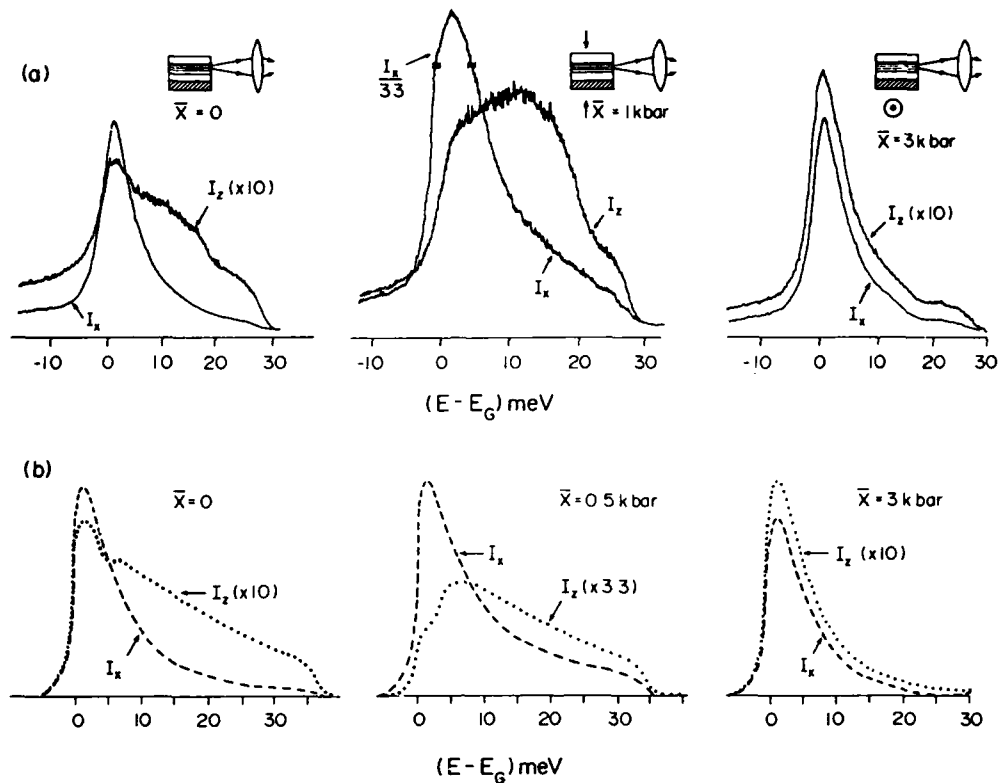 (a)
X̄ = 0
I_z (x10)
I_x
-10 0 10 20 30
I_x/33
X̄ = 1 kbar
I_z
I_x
-10 0 10 20 30
X̄ = 3 kbar
I_z (x10)
I_x
-10 0 10 20 30
(E - E_G) meV
(b)
X̄ = 0
I_z (x10)
I_x
0 10 20 30
X̄ = 0.5 kbar
I_x
I_z (x3.3)
0 10 20 30
X̄ = 3 kbar
I_z (x10)
I_x
0 10 20 30
(E - E_G) meV